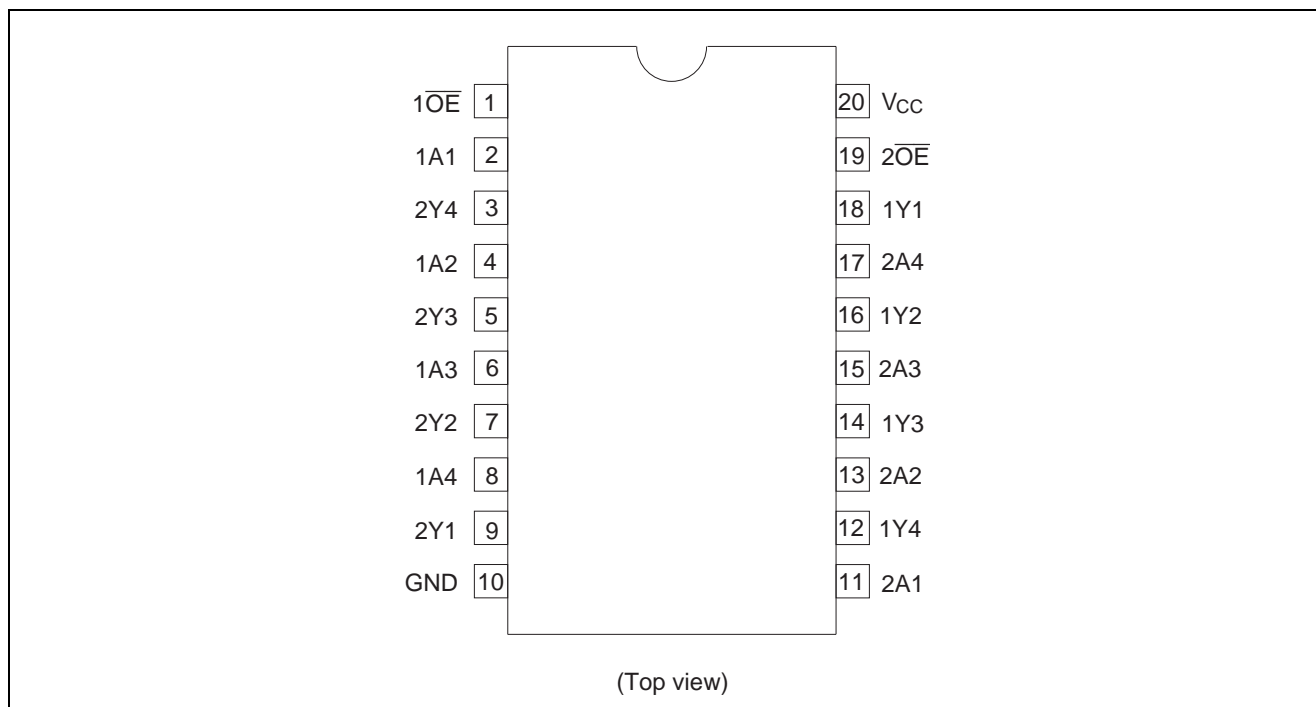 1O̅E̅ 1 20 VCC
1A1 2 19 2O̅E̅
2Y4 3 18 1Y1
1A2 4 17 2A4
2Y3 5 16 1Y2
1A3 6 15 2A3
2Y2 7 14 1Y3
1A4 8 13 2A2
2Y1 9 12 1Y4
GND 10 11 2A1
(Top view)